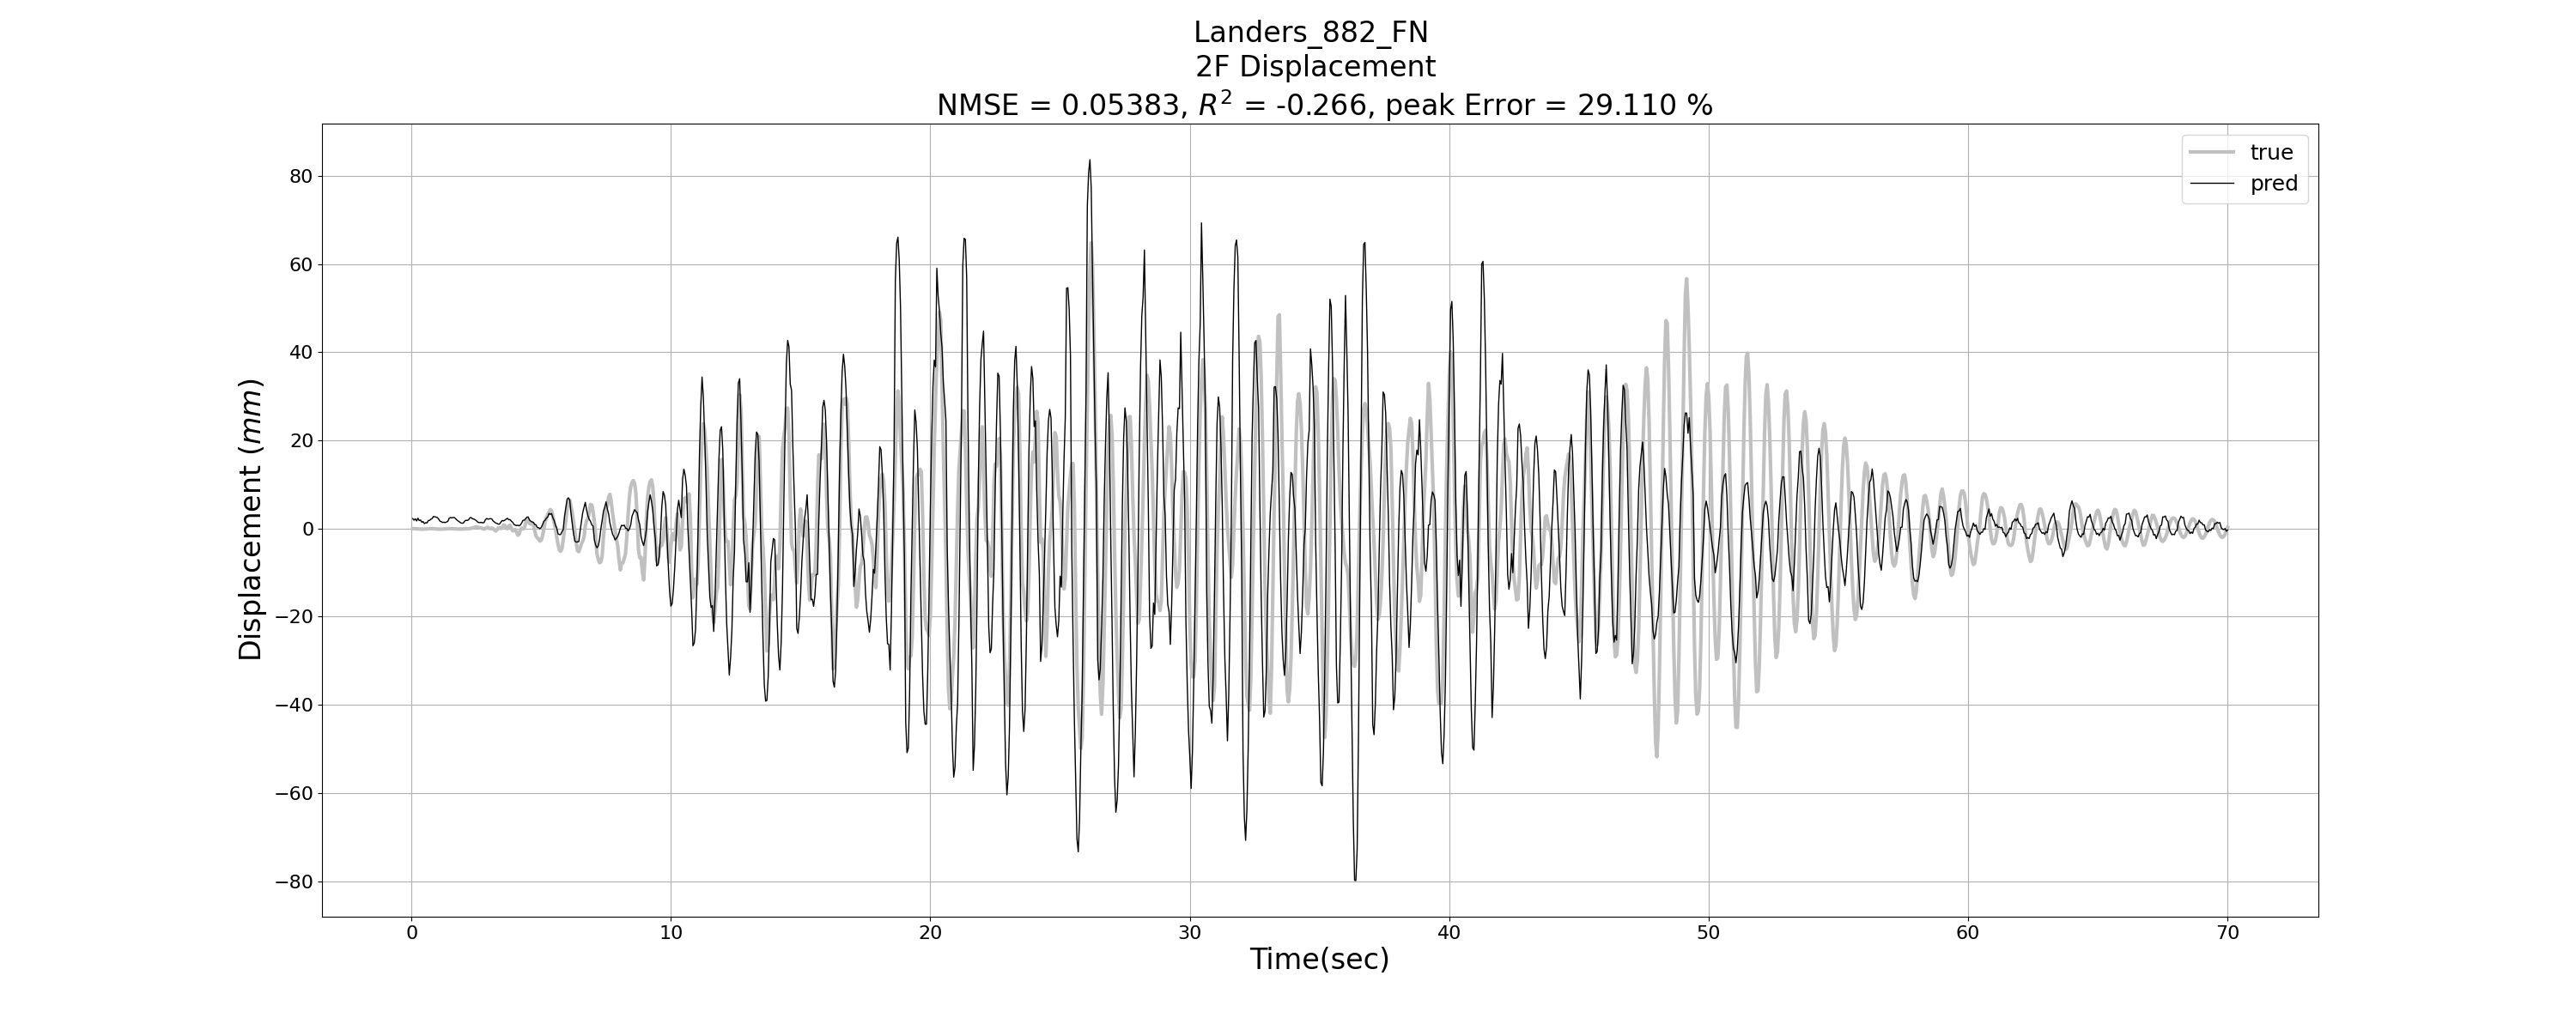 Landers_882_FN
2F Displacement
NMSE = 0.05383, R² = -0.266, peak Error = 29.110 %
true
pred
Displacement (mm)
80
60
40
20
0
−20
−40
−60
−80
0 10 20 30 40 50 60 70
Time(sec)